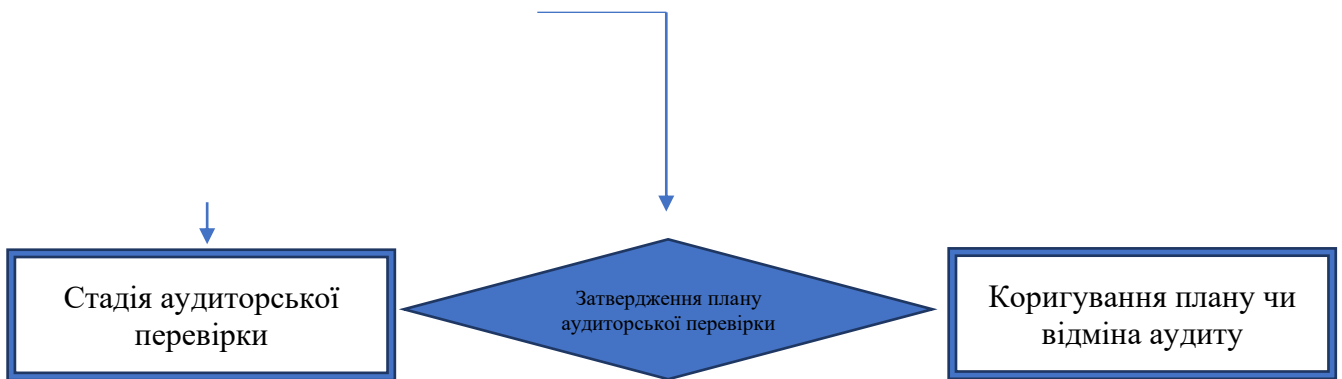 Стадія аудиторської
перевірки
Затвердження плану
аудиторської перевірки
Коригування плану чи
відміна аудиту